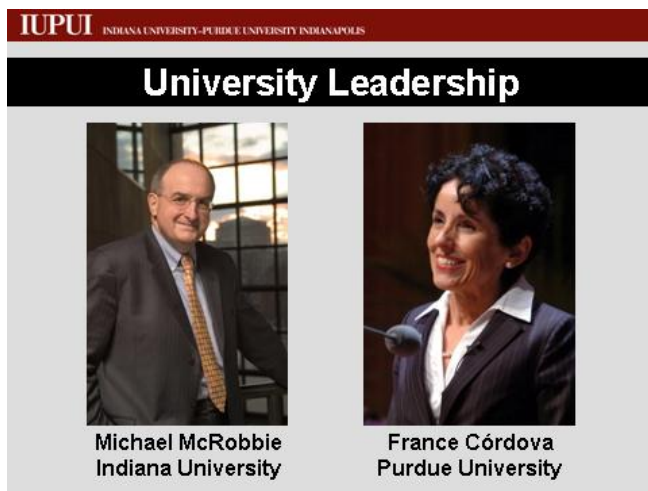 IUPUI INDIANA UNIVERSITY–PURDUE UNIVERSITY INDIANAPOLIS
University Leadership
Michael McRobbie
Indiana University
France Córdova
Purdue University